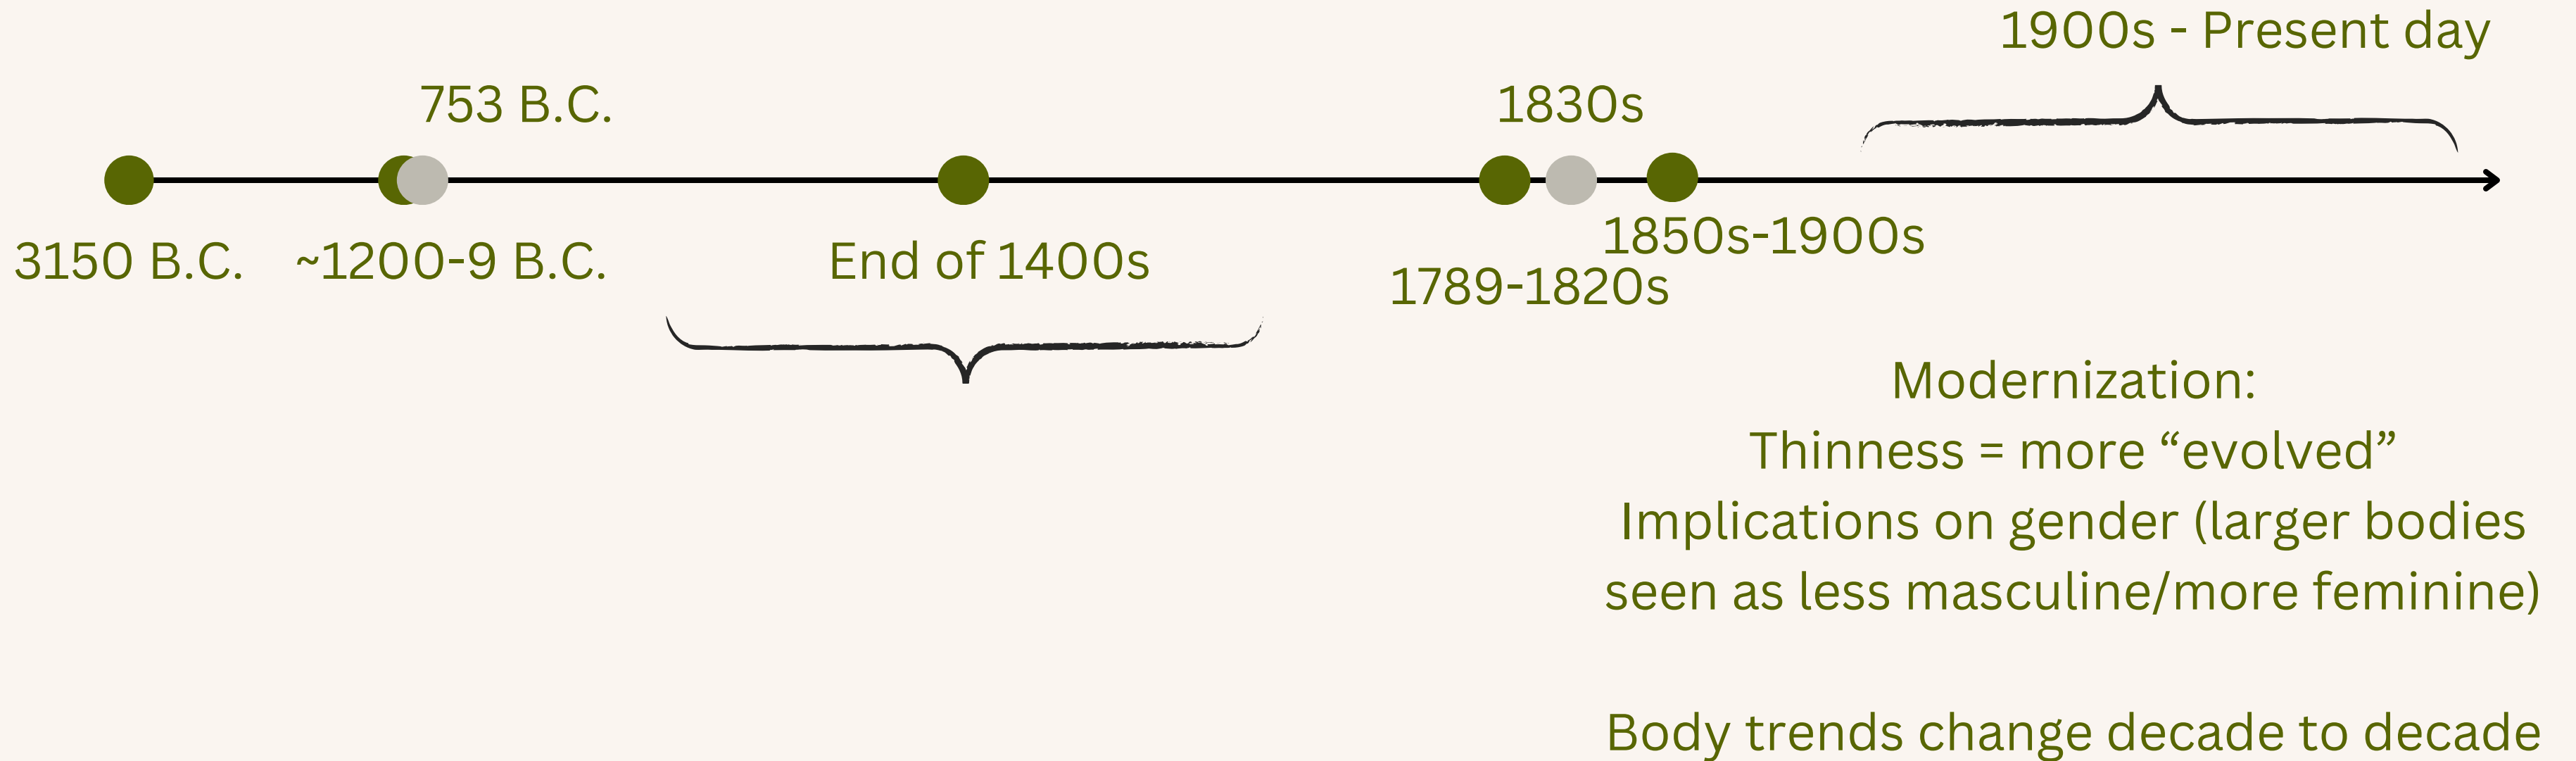 1900s - Present day
753 B.C.
1830s
3150 B.C.
~1200-9 B.C.
End of 1400s
1850s-1900s
1789-1820s
Modernization:
Thinness = more “evolved”
Implications on gender (larger bodies
seen as less masculine/more feminine)
Body trends change decade to decade